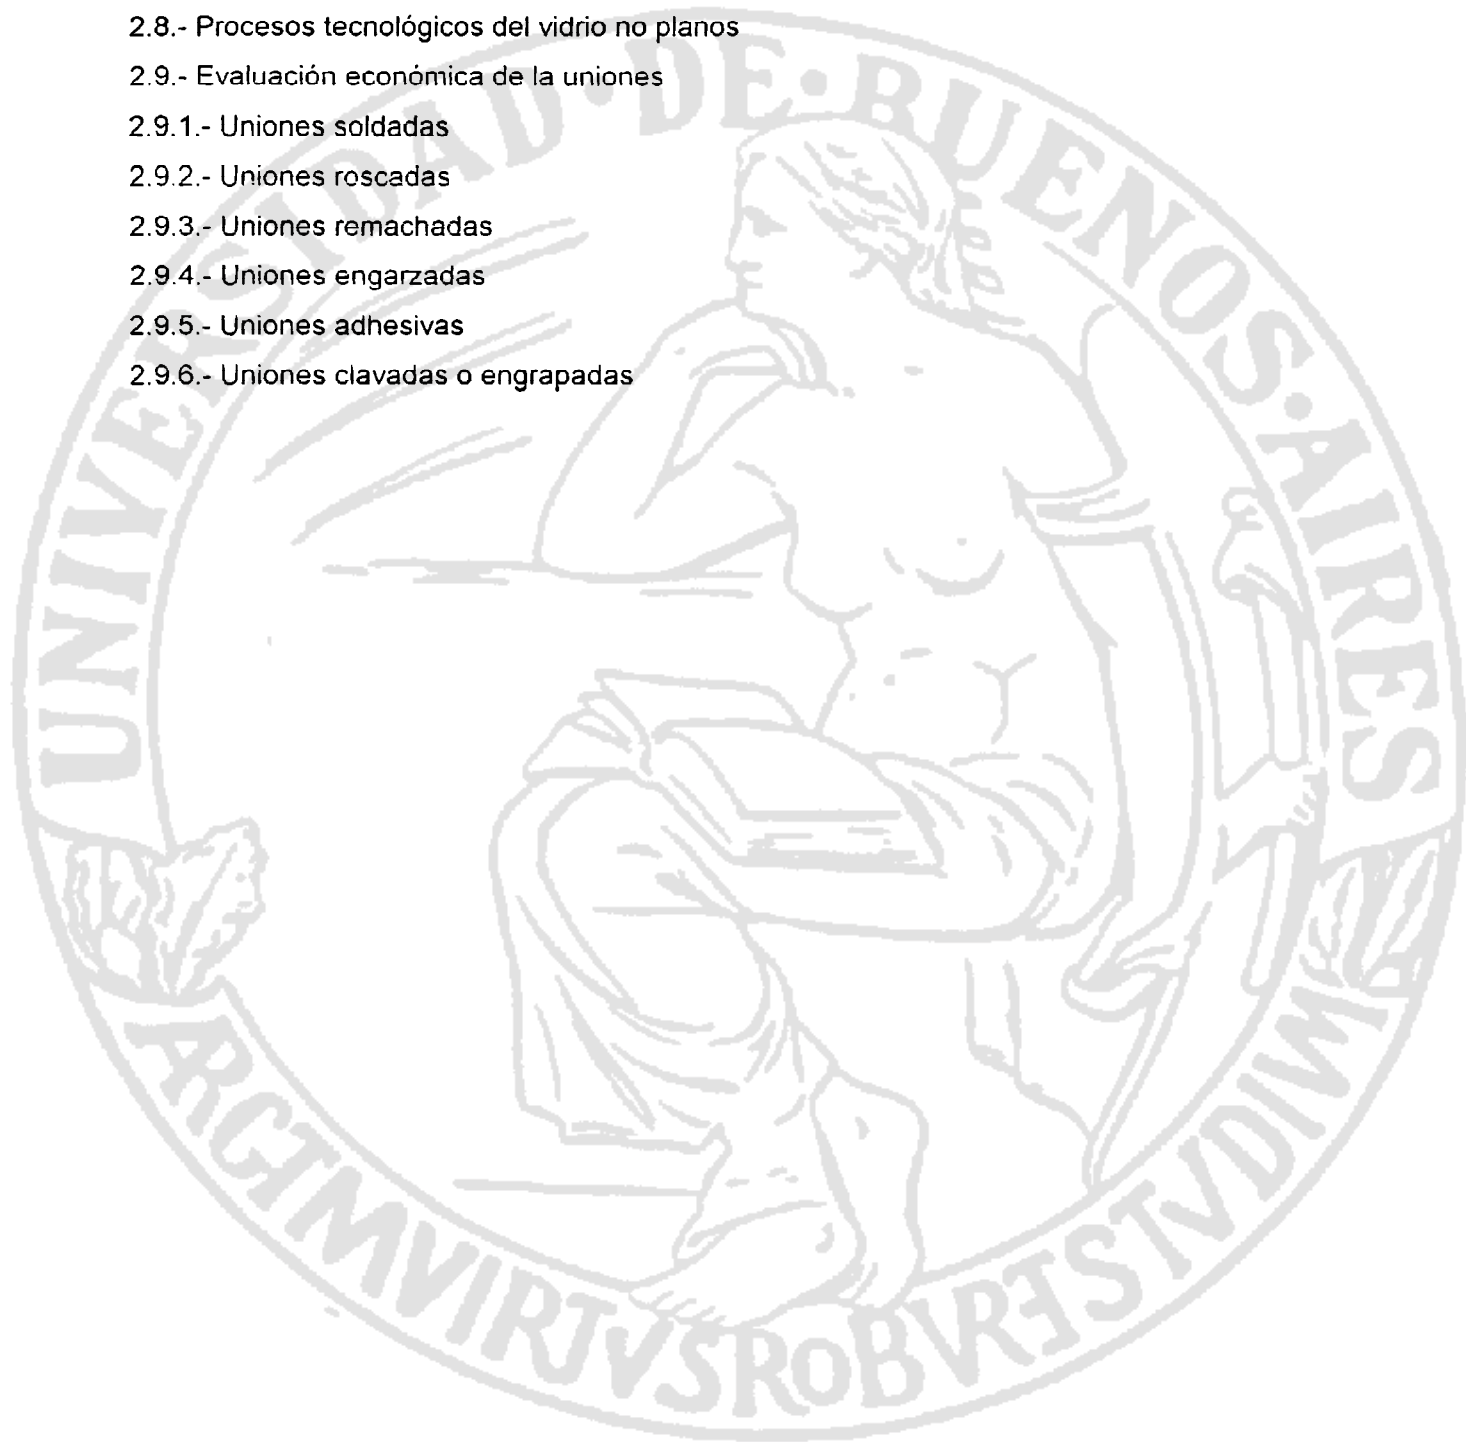 2.8.- Procesos tecnológicos del vidrio no planos
2.9.- Evaluación económica de la uniones
2.9.1.- Uniones soldadas
2.9.2.- Uniones roscadas
2.9.3.- Uniones remachadas
2.9.4.- Uniones engarzadas
2.9.5.- Uniones adhesivas
2.9.6.- Uniones clavadas o engrapadas
UNIVERSIDAD·DE·BUENOS·AIRES
ARGTMVIRTVSROBVRETSTVDIVM